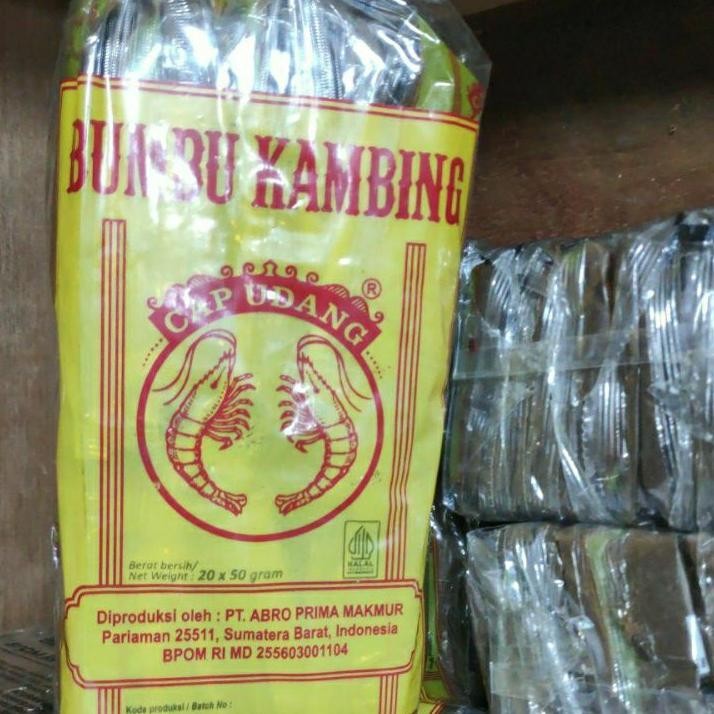 BUMBU KAMBING
CAP UDANG ®
Berat bersih/
Net Weight : 20 x 50 gram
HALAL
INDONESIA
Diproduksi oleh : PT. ABRO PRIMA MAKMUR
Pariaman 25511, Sumatera Barat, Indonesia
BPOM RI MD 255603001104
Kode produksi / Batch No :